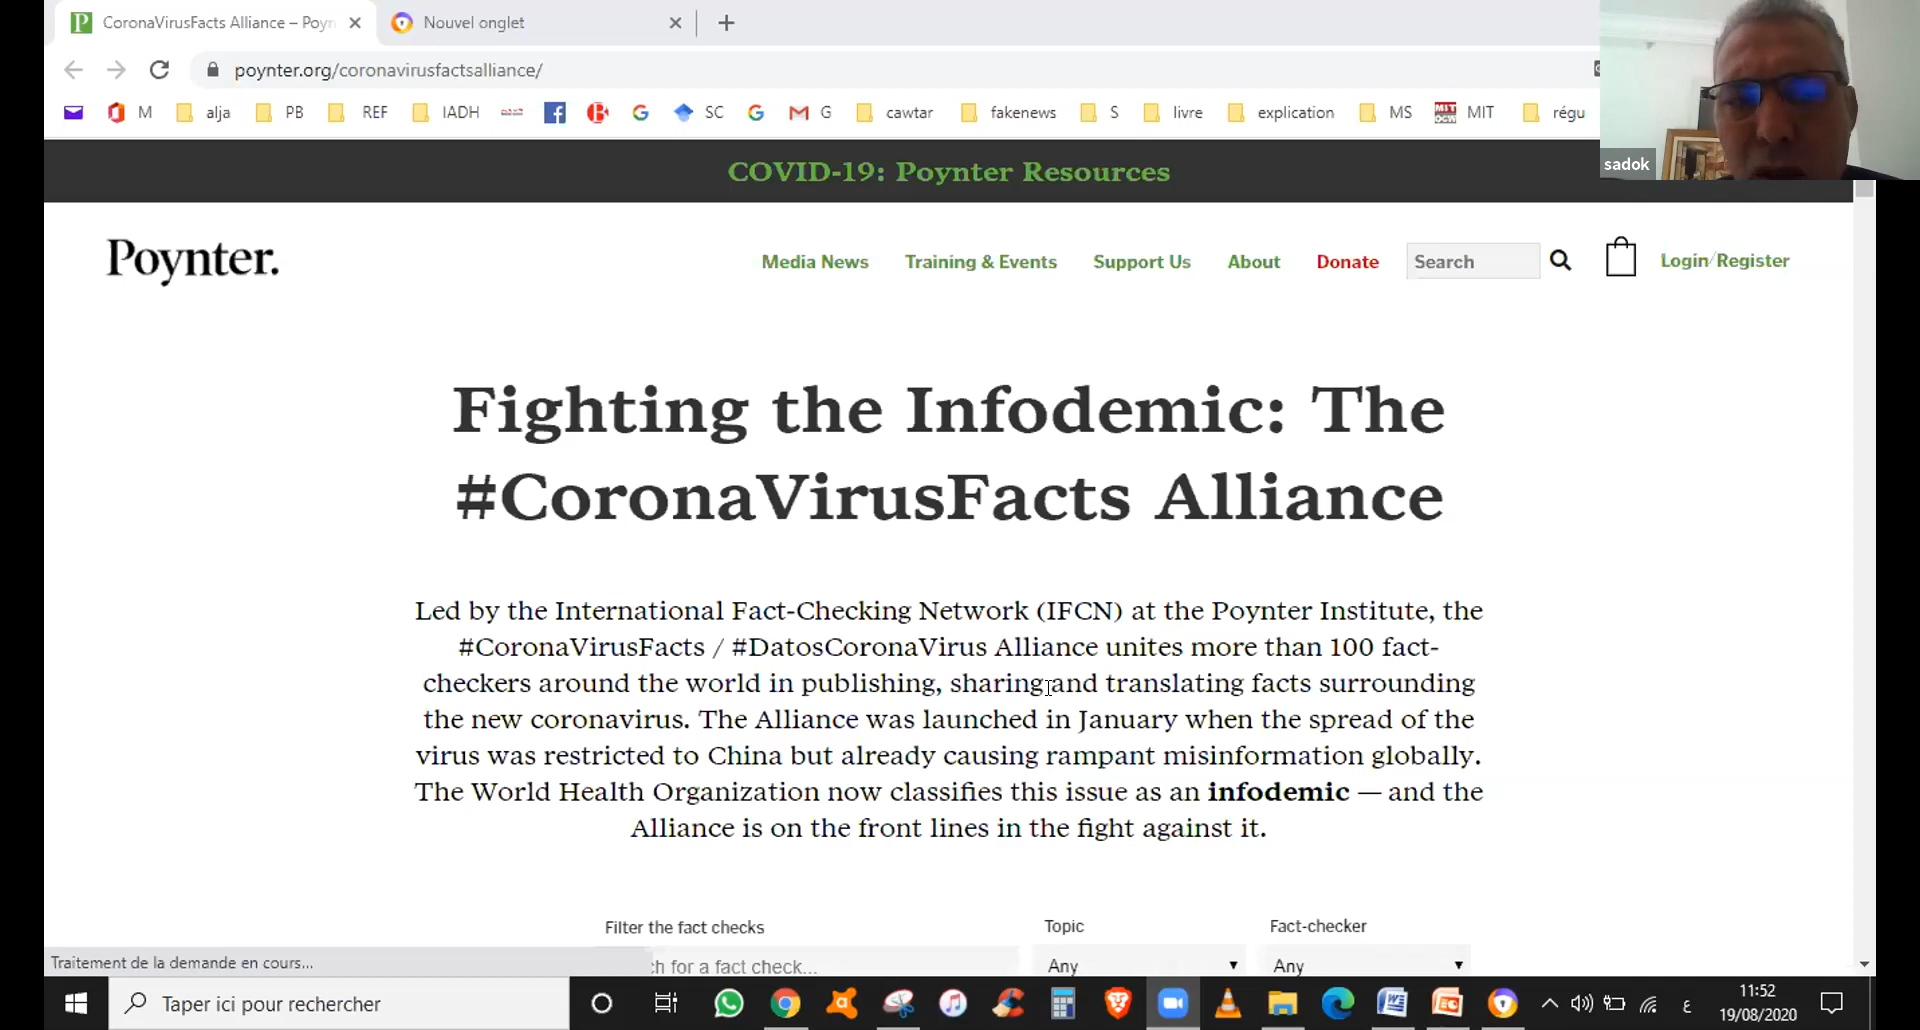 CoronaVirusFacts Alliance – Poyn
Nouvel onglet
poynter.org/coronavirusfactsalliance/
M
alja
PB
REF
IADH
SC
G
cawtar
fakenews
S
livre
explication
MS
MIT
régu
sadok
COVID-19: Poynter Resources
Poynter.
Media News
Training & Events
Support Us
About
Donate
Search
Login/Register
Fighting the Infodemic: The
#CoronaVirusFacts Alliance
Led by the International Fact-Checking Network (IFCN) at the Poynter Institute, the
#CoronaVirusFacts / #DatosCoronaVirus Alliance unites more than 100 fact-
checkers around the world in publishing, sharing and translating facts surrounding
the new coronavirus. The Alliance was launched in January when the spread of the
virus was restricted to China but already causing rampant misinformation globally.
The World Health Organization now classifies this issue as an infodemic — and the
Alliance is on the front lines in the fight against it.
Filter the fact checks
Topic
Fact-checker
ch for a fact check...
Any
Any
Traitement de la demande en cours...
Taper ici pour rechercher
ع
11:52
19/08/2020